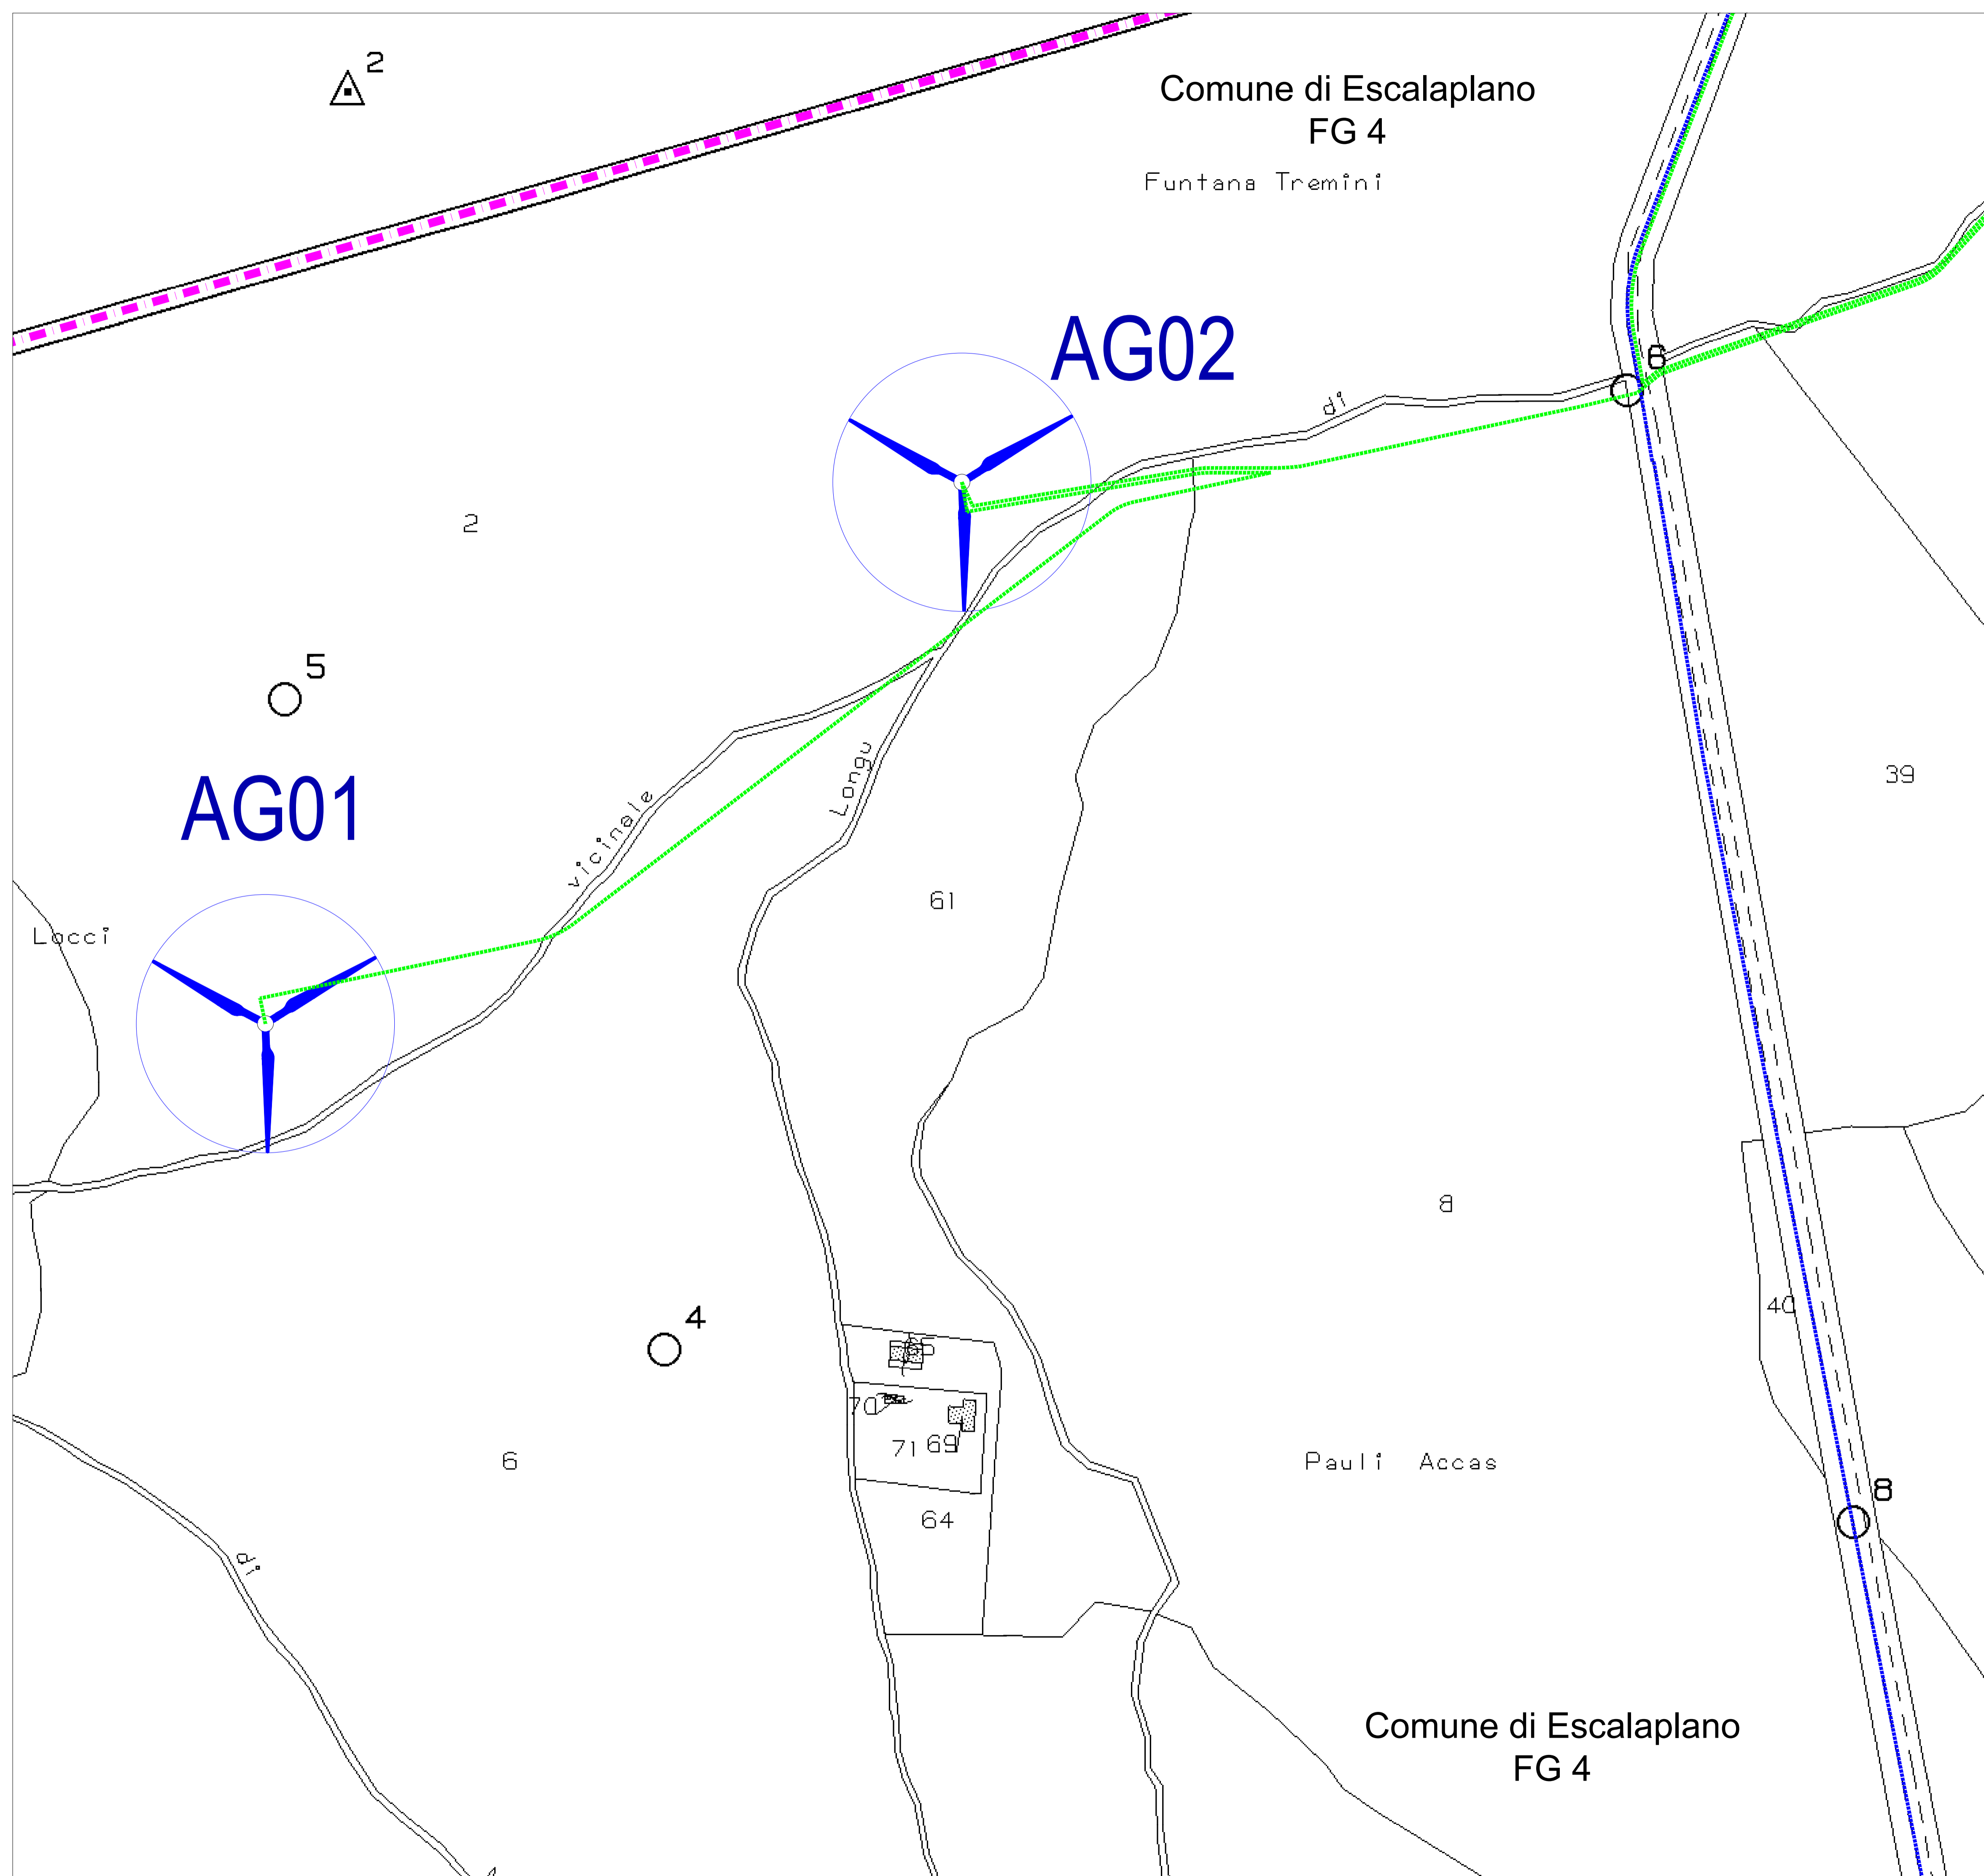 2
Comune di Escalaplano
FG 4
Funtana Tremini
AG02
6
di
2
5
AG01
39
Longu
vicinale
61
Locci
8
40
4
65
70
71
69
6
Pauli Accas
8
64
di
Comune di Escalaplano
FG 4